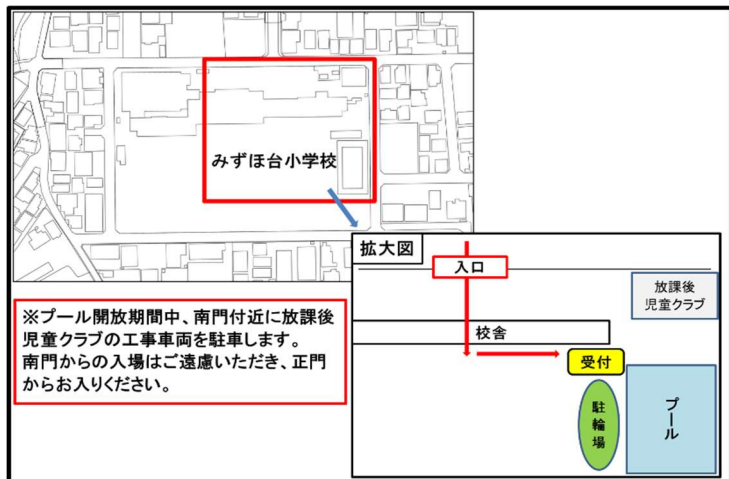 みずほ台小学校
拡大図
入口
放課後
児童クラブ
校舎
受付
駐輪場
プール
※プール開放期間中、南門付近に放課後
児童クラブの工事車両を駐車します。
南門からの入場はご遠慮いただき、正門
からお入りください。